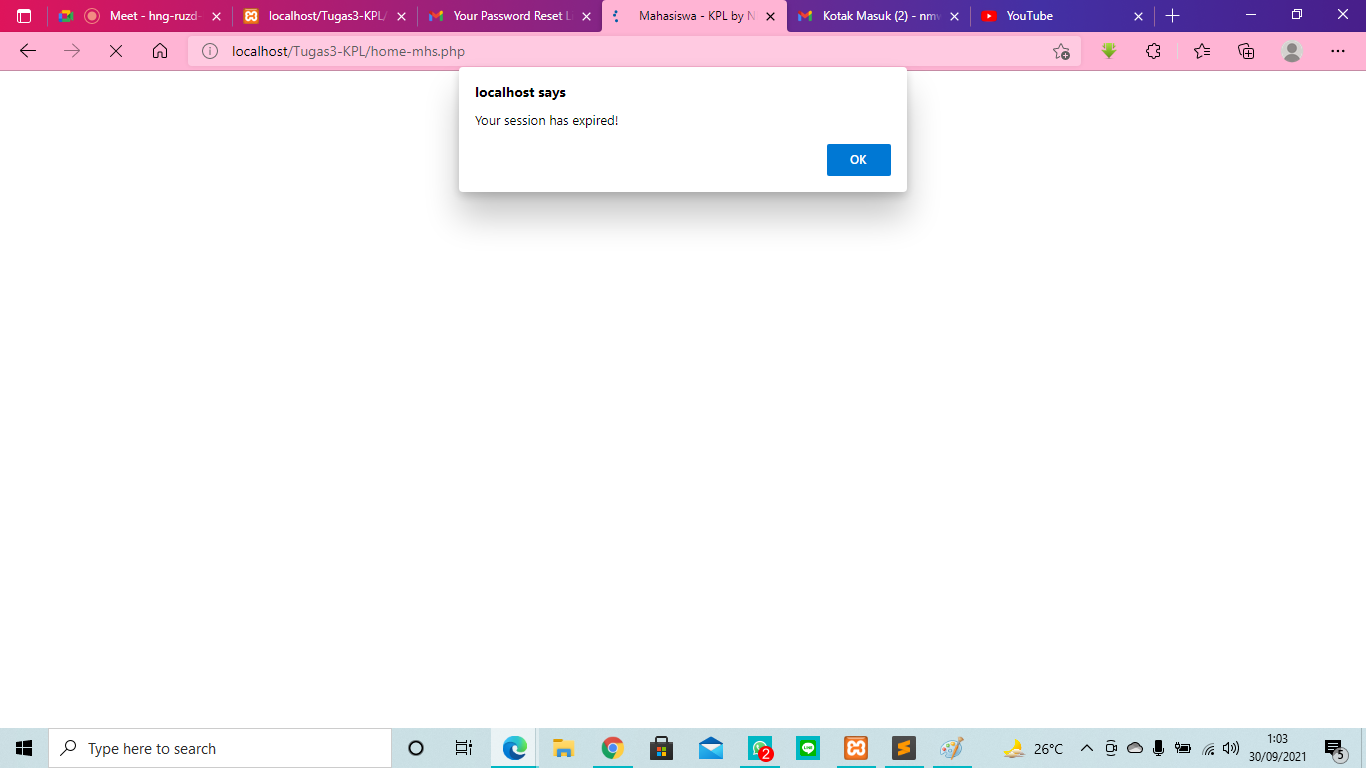 Meet - hng-ruzd-
localhost/Tugas3-KPL/
Your Password Reset L
Mahasiswa - KPL by N
Kotak Masuk (2) - nmw
YouTube
localhost/Tugas3-KPL/home-mhs.php
localhost says
Your session has expired!
OK
Type here to search
2
26°C
1:03
30/09/2021
5